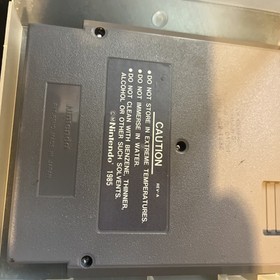 CAUTION
REV-A
● DO NOT STORE IN EXTREME TEMPERATURES.
● DO NOT IMMERSE IN WATER.
● DO NOT CLEAN WITH BENZENE, THINNER,
ALCOHOL OR OTHER SUCH SOLVENTS.
©Nintendo 1985
Nintendo